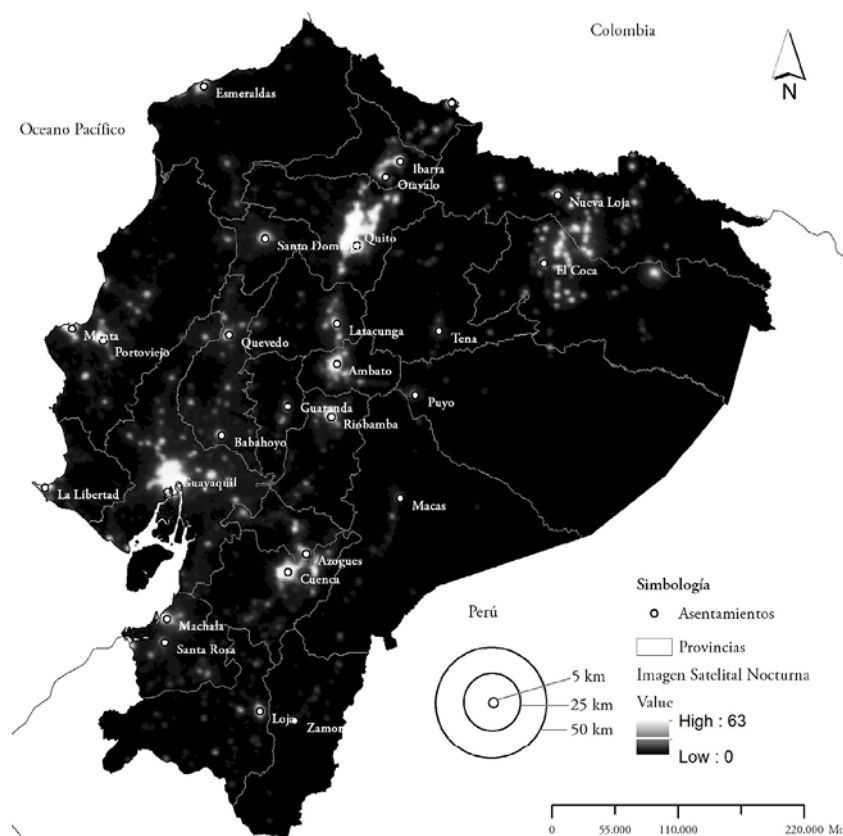 Colombia
N
Oceano Pacífico
Esmeraldas
Ibarra
Otavalo
Nueva Loja
Santo Dom
Quito
El Coca
Manta
Portoviejo
Quevedo
Latacunga
Tena
Ambato
Puyo
Guaranda
Riobamba
Babahoyo
La Libertad
Guayaquil
Macas
Azogues
Cuenca
Machala
Santa Rosa
Loja
Zamor
Perú
5 km
25 km
50 km
Simbología
Asentamientos
Provincias
Imagen Satelital Nocturna
Value
High : 63
Low : 0
0 55.000 110.000 220.000 M